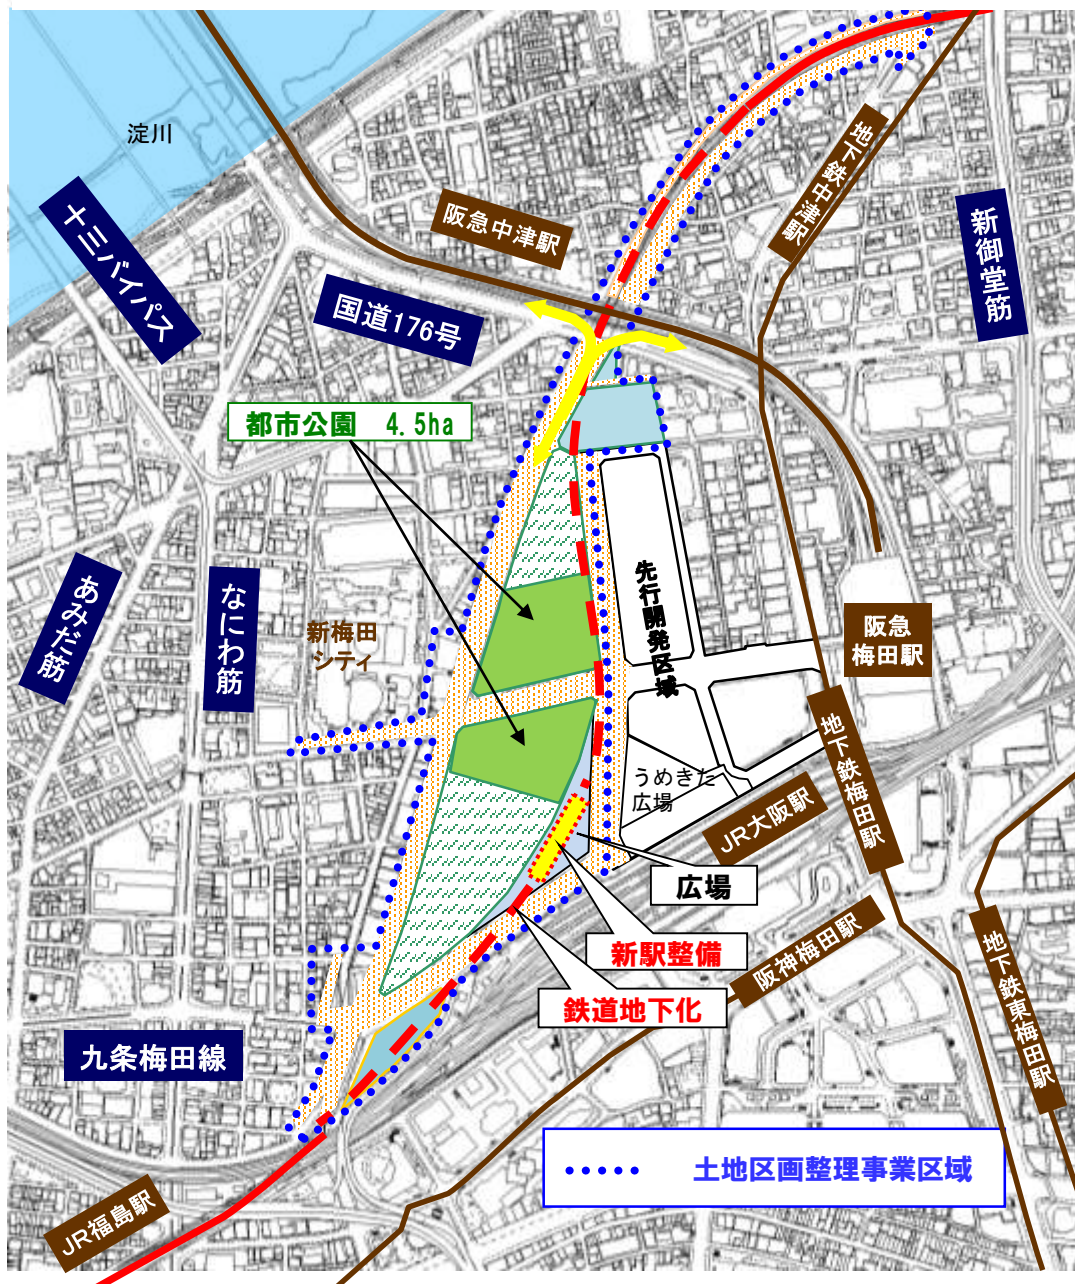 淀川
十三バイパス
阪急中津駅
地下鉄中津駅
新御堂筋
国道176号
都市公園　4.5ha
あみだ筋
なにわ筋
新梅田
シティ
先行開発区域
阪急
梅田駅
地下鉄梅田駅
うめきた
広場
JR大阪駅
広場
新駅整備
阪神梅田駅
鉄道地下化
地下鉄東梅田駅
九条梅田線
土地区画整理事業区域
JR福島駅